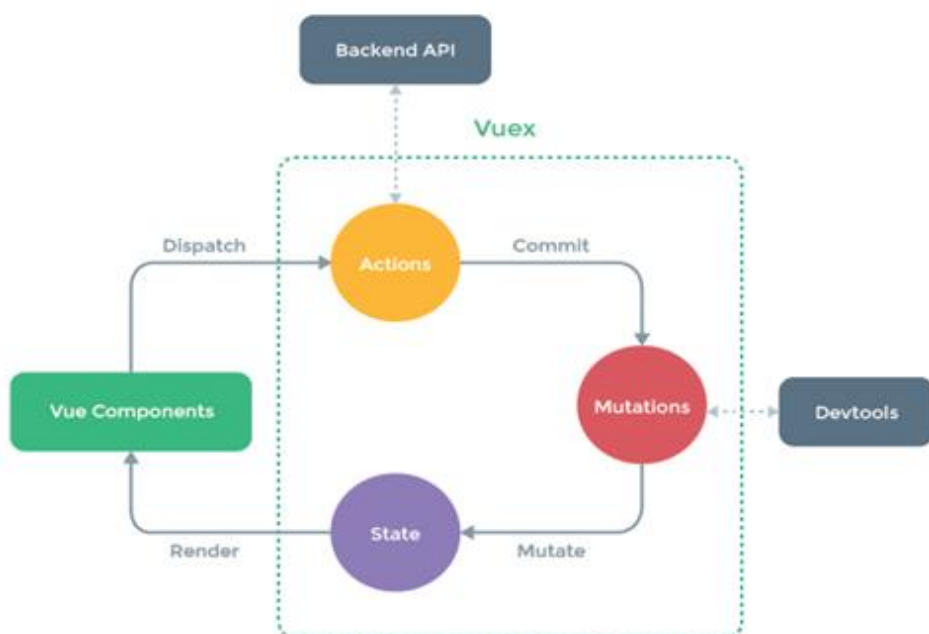 Backend API
Vuex
Dispatch
Actions
Commit
Vue Components
Mutations
Devtools
State
Render
Mutate